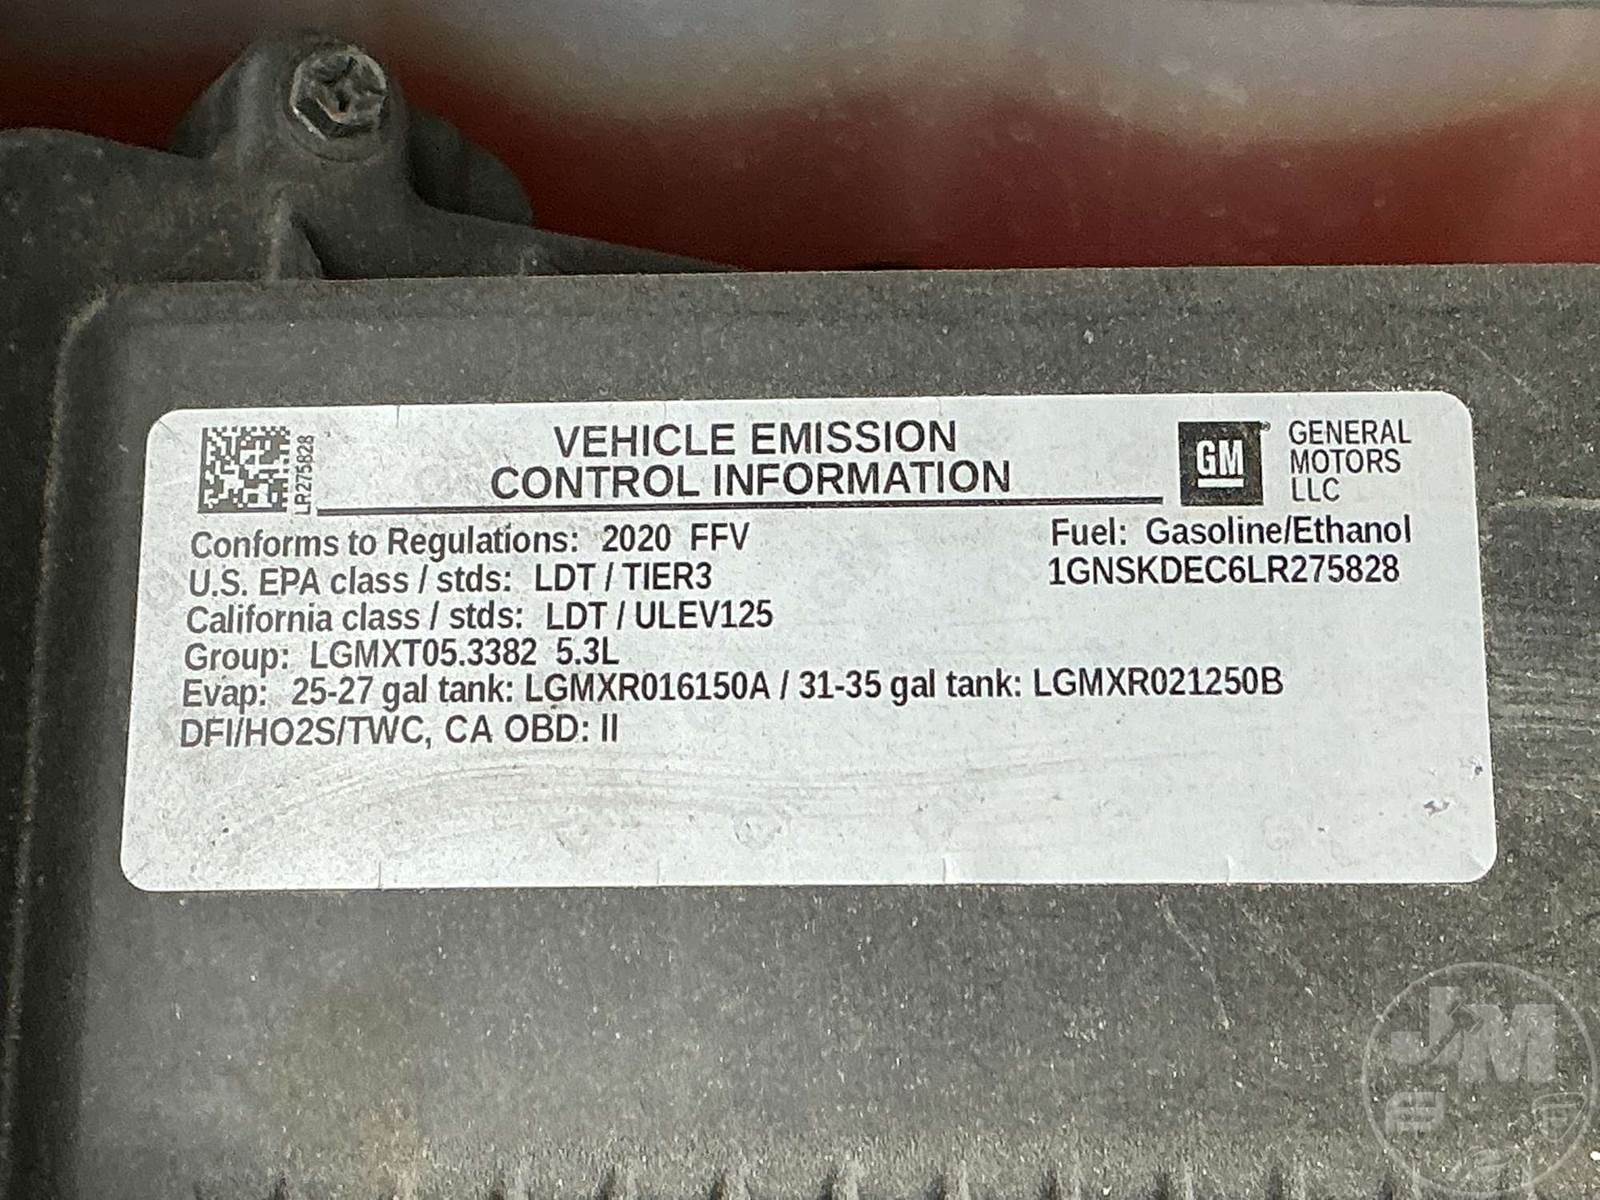 LR275828
VEHICLE EMISSION
CONTROL INFORMATION
GM
GENERAL
MOTORS
LLC
Conforms to Regulations: 2020 FFV
Fuel: Gasoline/Ethanol
U.S. EPA class / stds: LDT / TIER3
1GNSKDEC6LR275828
California class / stds: LDT / ULEV125
Group: LGMXT05.3382 5.3L
Evap: 25-27 gal tank: LGMXR016150A / 31-35 gal tank: LGMXR021250B
DFI/HO2S/TWC, CA OBD: II
J M